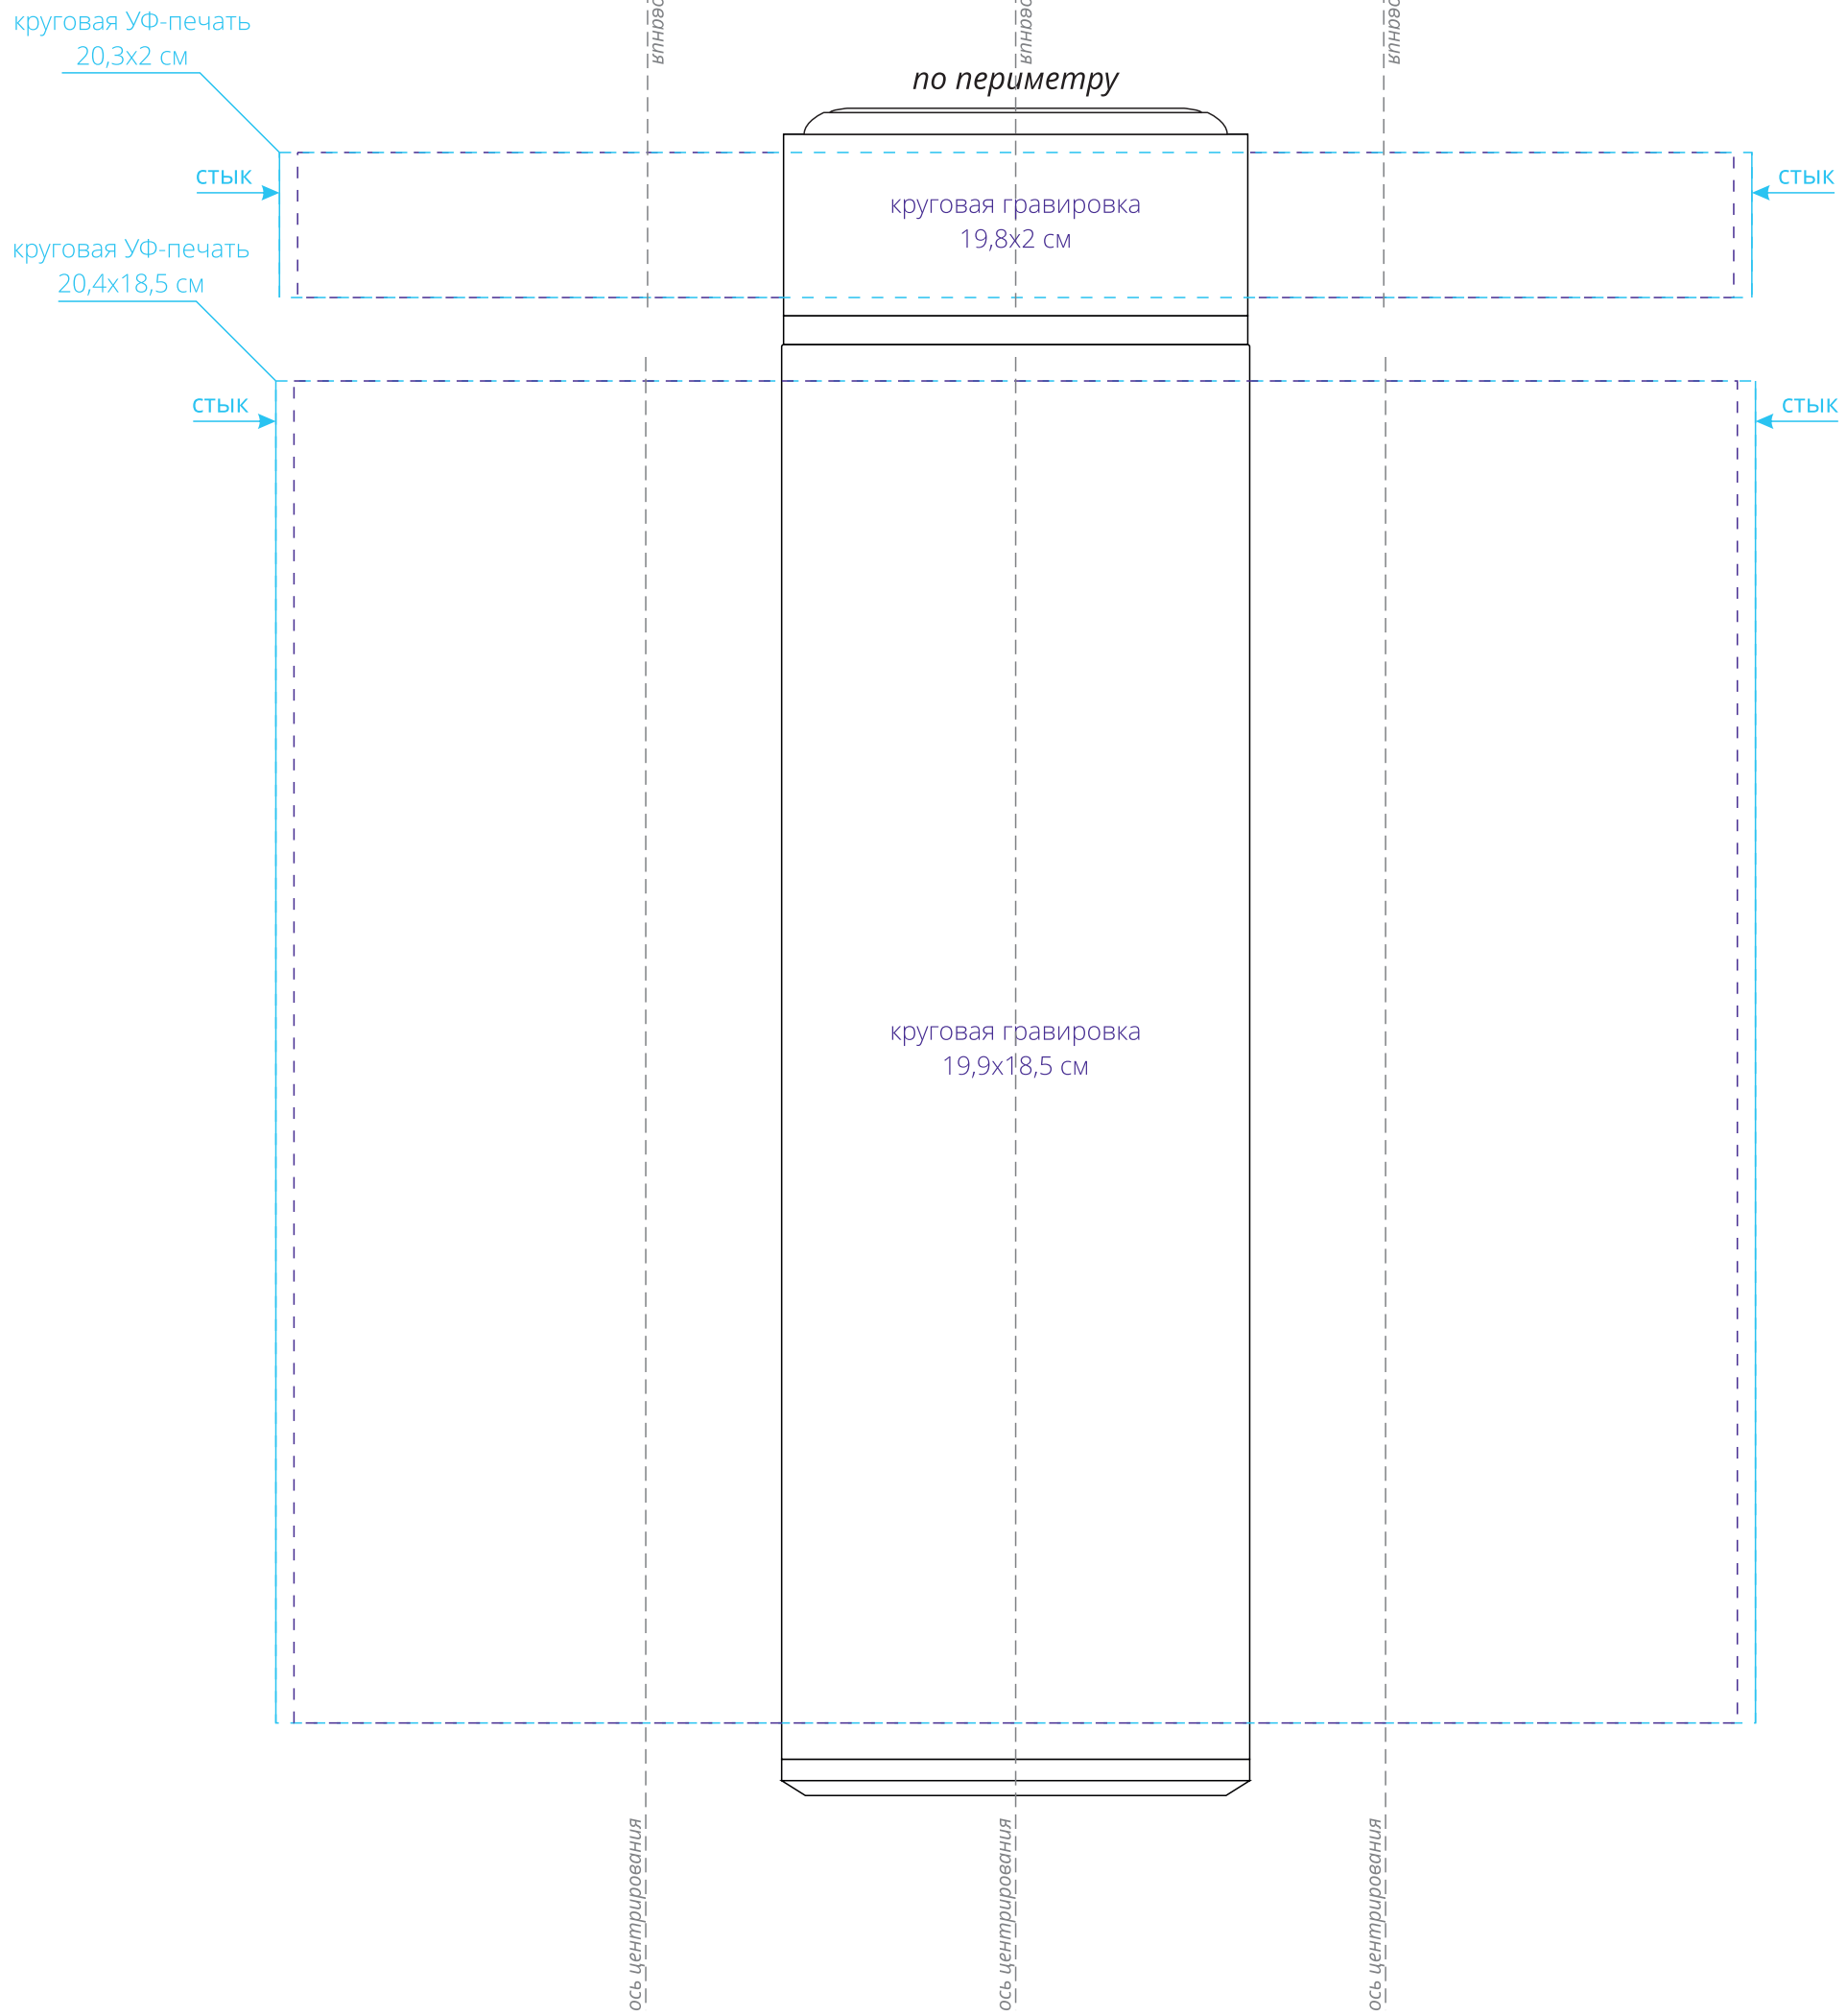 круговая УФ-печать
20,3х2 см
по периметру
стык
стык
круговая гравировка
19,8х2 см
круговая УФ-печать
20,4х18,5 см
стык
стык
круговая гравировка
19,9х18,5 см
ось центрирования
ось центрирования
ось центрирования